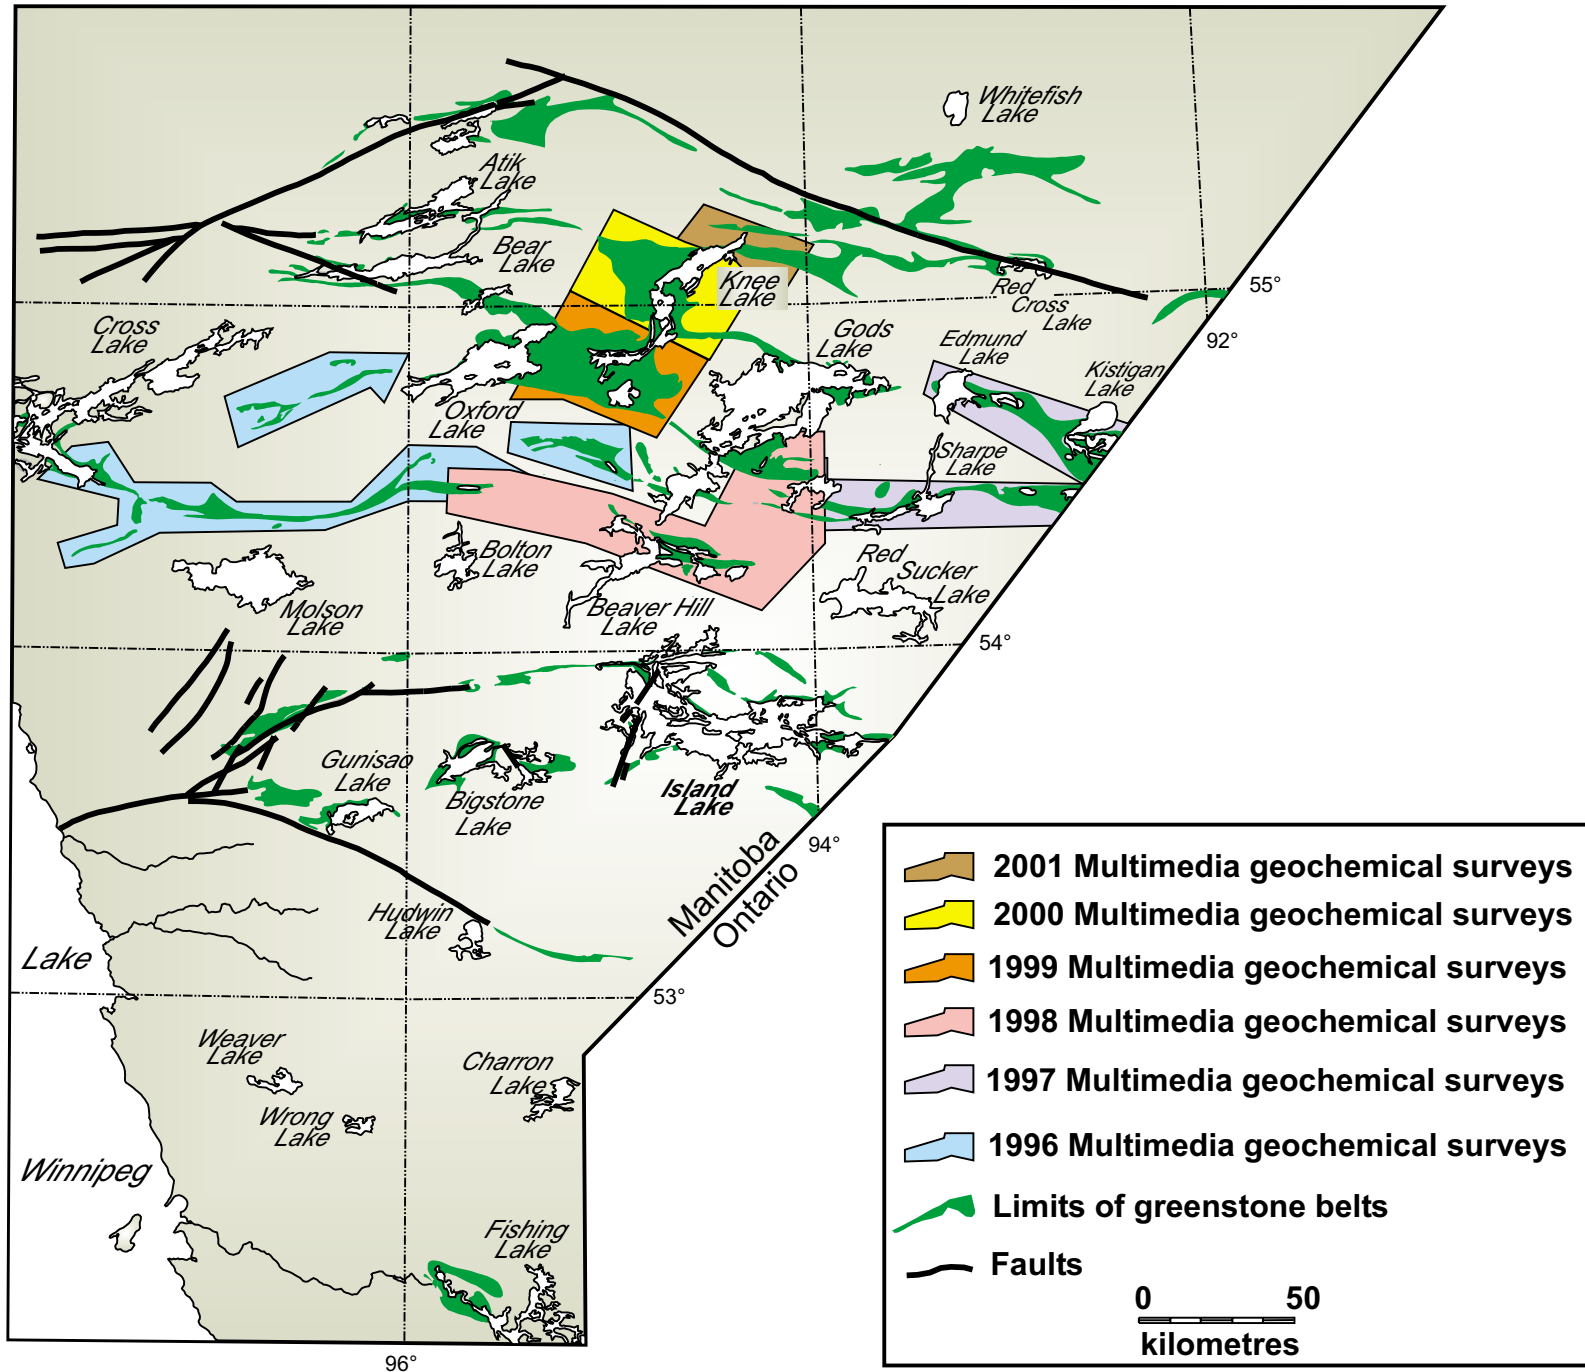 Whitefish
Lake
Atik
Lake
Bear
Lake
Knee
Lake
Red
Cross
Lake
55°
92°
Cross
Lake
Gods
Lake
Edmund
Lake
Kistigan
Lake
Oxford
Lake
Sharpe
Lake
Bolton
Lake
Red
Sucker
Lake
Molson
Lake
Beaver Hill
Lake
54°
Gunisao
Lake
Bigstone
Lake
Island
Lake
94°
Manitoba
Ontario
Hudwin
Lake
Lake
53°
Weaver
Lake
Charron
Lake
Wrong
Lake
Winnipeg
Fishing
Lake
96°
2001 Multimedia geochemical surveys
2000 Multimedia geochemical surveys
1999 Multimedia geochemical surveys
1998 Multimedia geochemical surveys
1997 Multimedia geochemical surveys
1996 Multimedia geochemical surveys
Limits of greenstone belts
Faults
0 50
kilometres